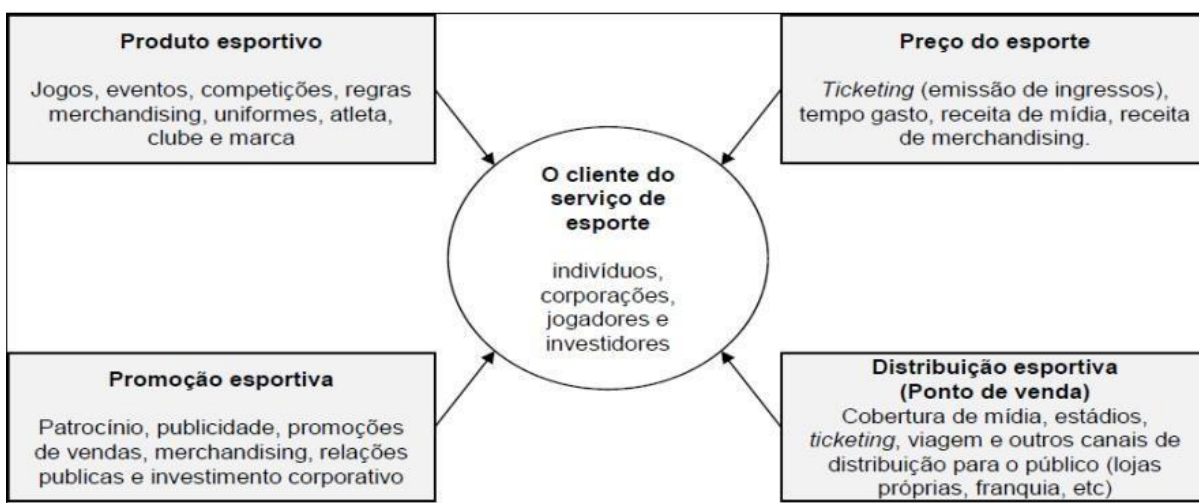 Produto esportivo
Jogos, eventos, competições, regras
merchandising, uniformes, atleta,
clube e marca
Preço do esporte
Ticketing (emissão de ingressos),
tempo gasto, receita de mídia, receita
de merchandising.
O cliente do
serviço de
esporte
indivíduos,
corporações,
jogadores e
investidores
Promoção esportiva
Patrocínio, publicidade, promoções
de vendas, merchandising, relações
publicas e investimento corporativo
Distribuição esportiva
(Ponto de venda)
Cobertura de mídia, estádios,
ticketing, viagem e outros canais de
distribuição para o público (lojas
próprias, franquia, etc)